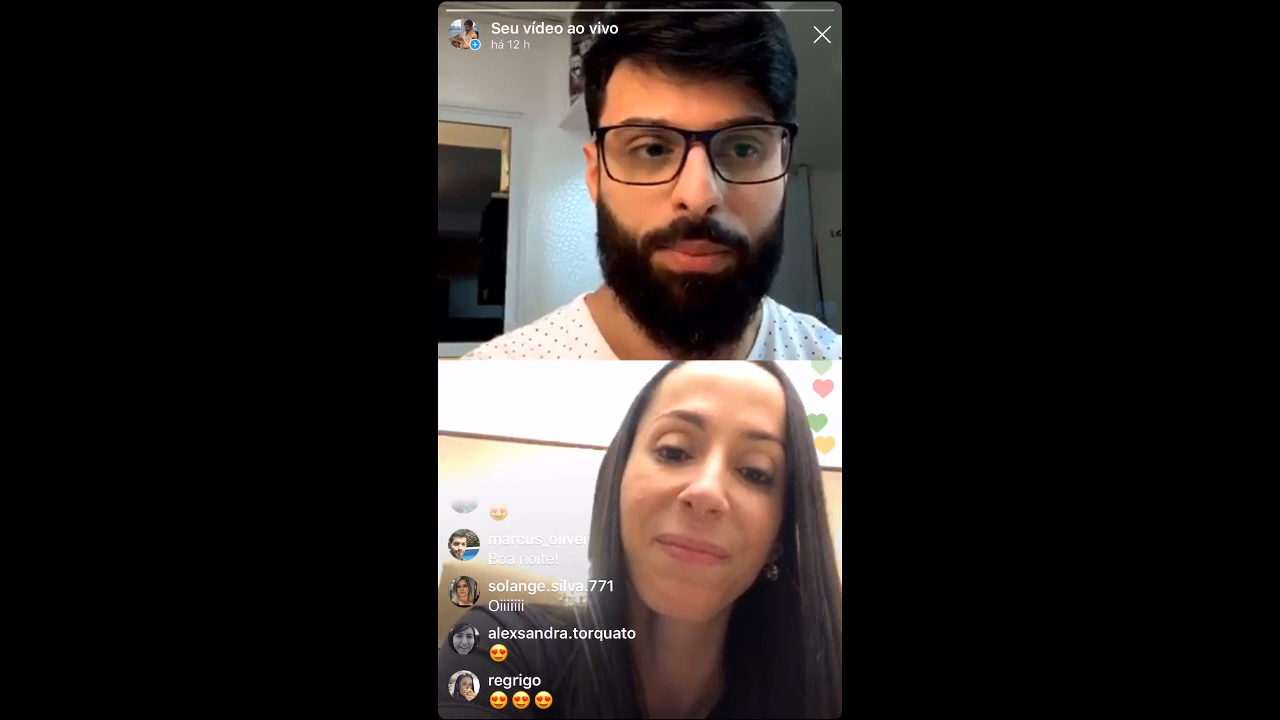 Seu vídeo ao vivo
há 12 h
😍
marcus_olivei
Boa noite!
solange.silva.771
Oiiiiiii
alexsandra.torquato
😍
regrigo
😍😍😍